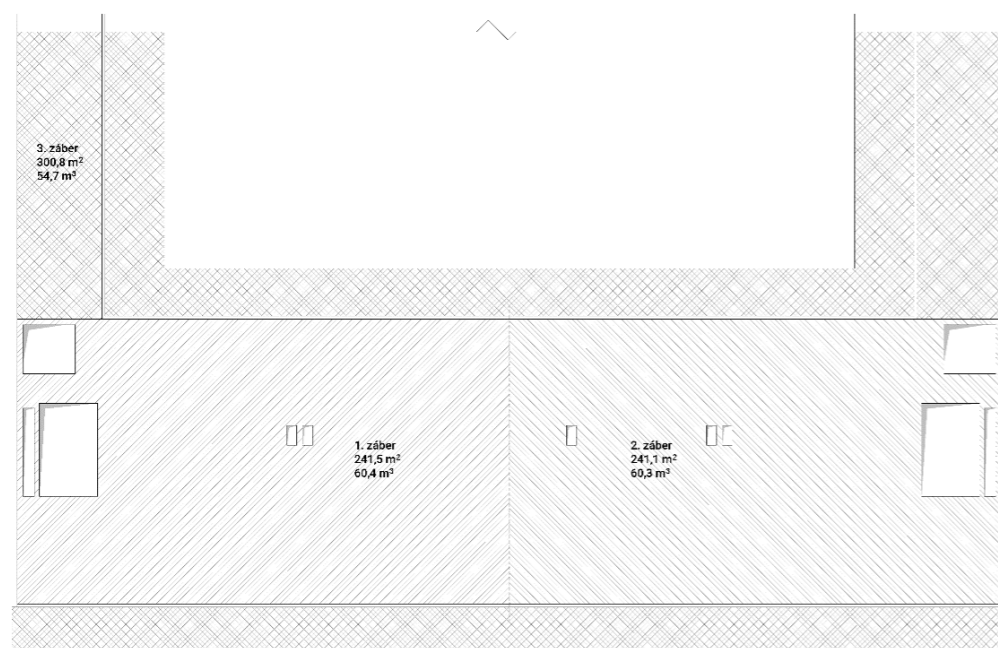 3. záber
300,8 m²
54,7 m³
1. záber
241,5 m²
60,4 m³
2. záber
241,1 m²
60,3 m³